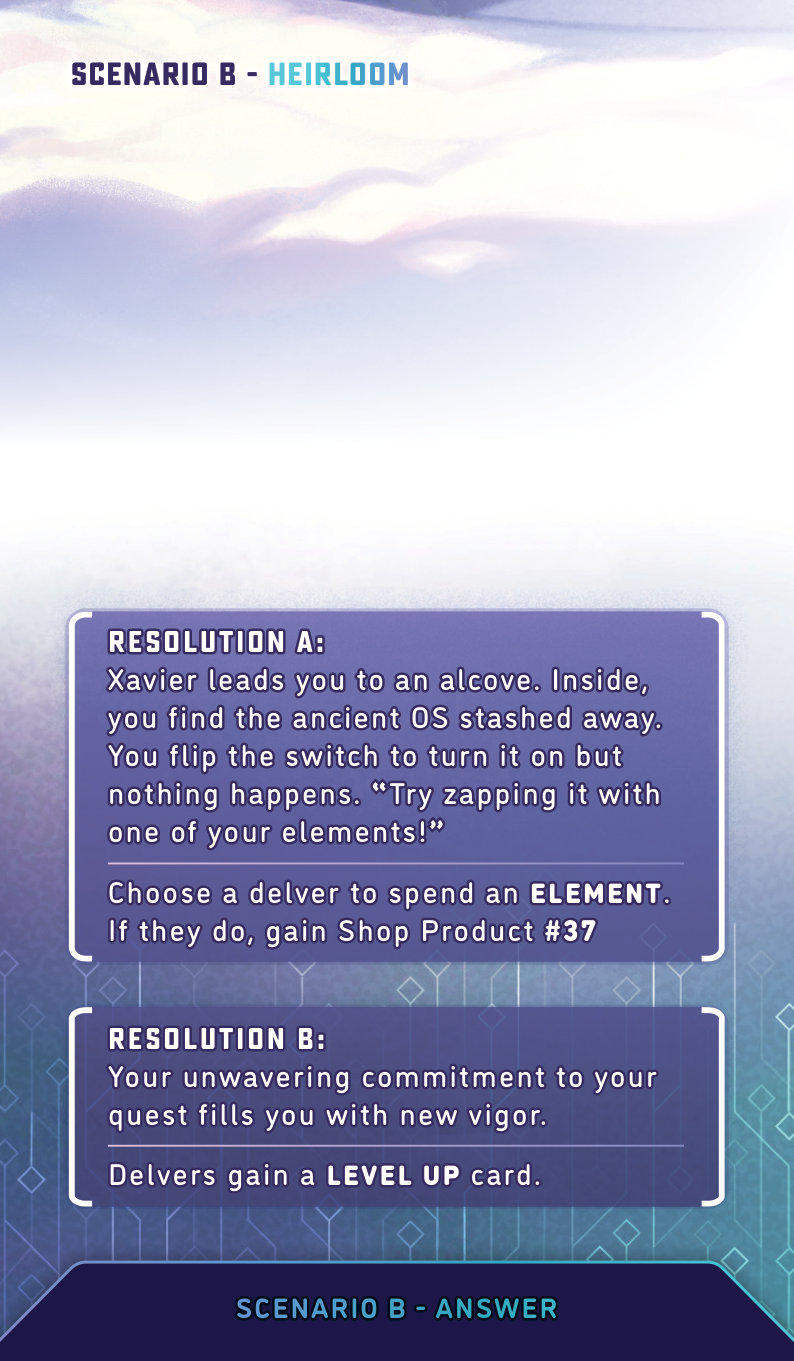 SCENARIO B - HEIRLOOM
RESOLUTION A:
Xavier leads you to an alcove. Inside,
you find the ancient OS stashed away.
You flip the switch to turn it on but
nothing happens. “Try zapping it with
one of your elements!”
Choose a delver to spend an ELEMENT.
If they do, gain Shop Product #37
RESOLUTION B:
Your unwavering commitment to your
quest fills you with new vigor.
Delvers gain a LEVEL UP card.
SCENARIO B - ANSWER